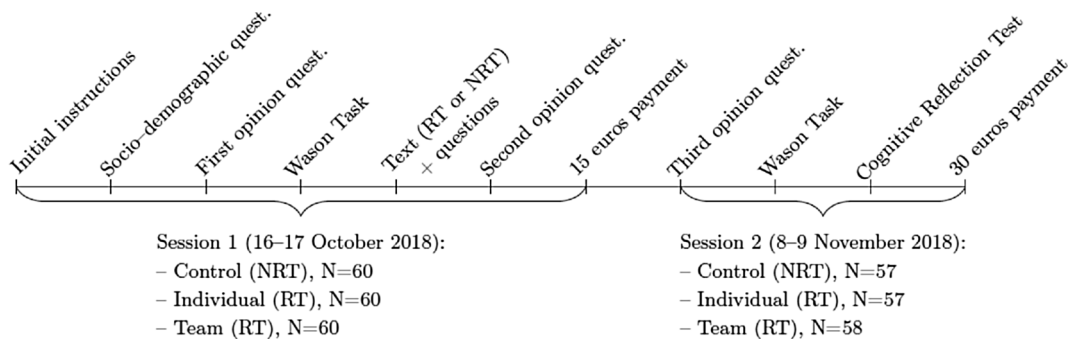 Initial instructions
Socio–demographic quest.
First opinion quest.
Wason Task
Text (RT or NRT)
+ questions
Second opinion quest.
15 euros payment
Third opinion quest.
Wason Task
Cognitive Reflection Test
30 euros payment
Session 1 (16–17 October 2018):
– Control (NRT), N=60
– Individual (RT), N=60
– Team (RT), N=60
Session 2 (8–9 November 2018):
– Control (NRT), N=57
– Individual (RT), N=57
– Team (RT), N=58